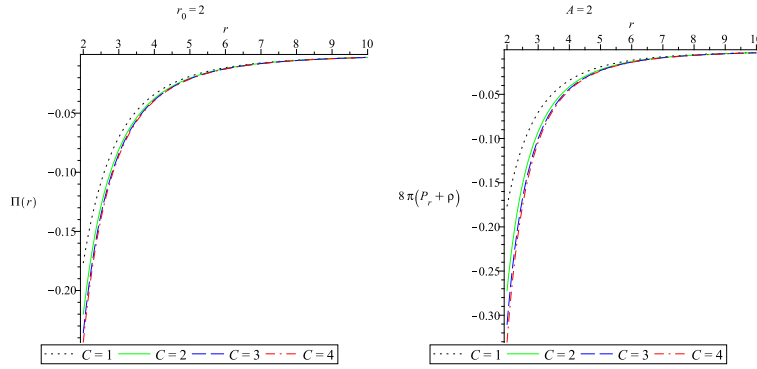 r₀ = 2
r
2 3 4 5 6 7 8 9 10
−0.05
−0.10
Π(r)
−0.15
−0.20
C = 1 C = 2 C = 3 C = 4
A = 2
r
2 3 4 5 6 7 8 9 10
−0.05
−0.10
−0.15
8 π(Pᵣ + ρ)
−0.20
−0.25
−0.30
C = 1 C = 2 C = 3 C = 4